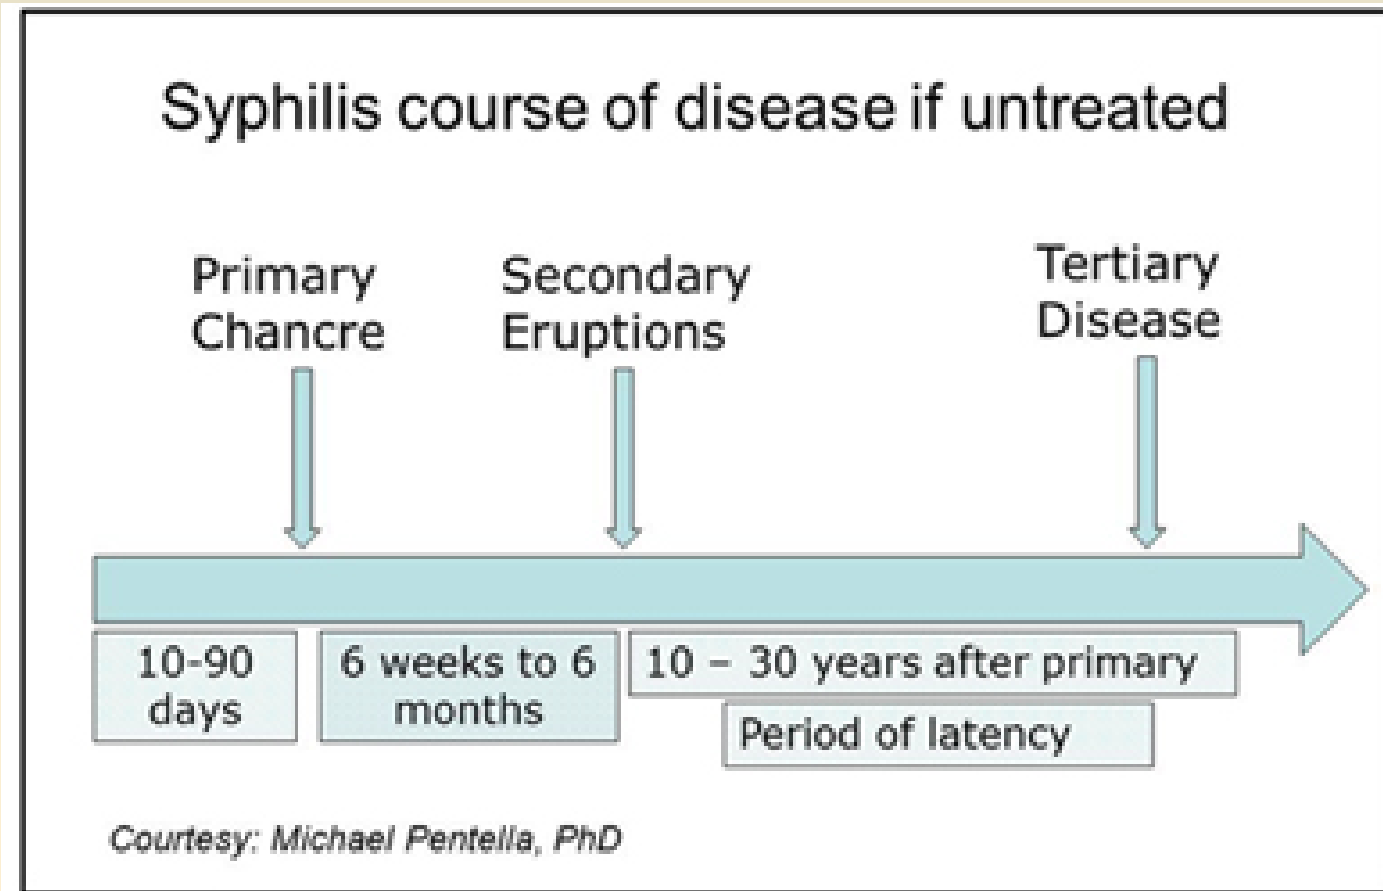 Syphilis course of disease if untreated
Primary
Chancre
Secondary
Eruptions
Tertiary
Disease
10-90
days
6 weeks to 6
months
10 – 30 years after primary
Period of latency
Courtesy: Michael Pentella, PhD